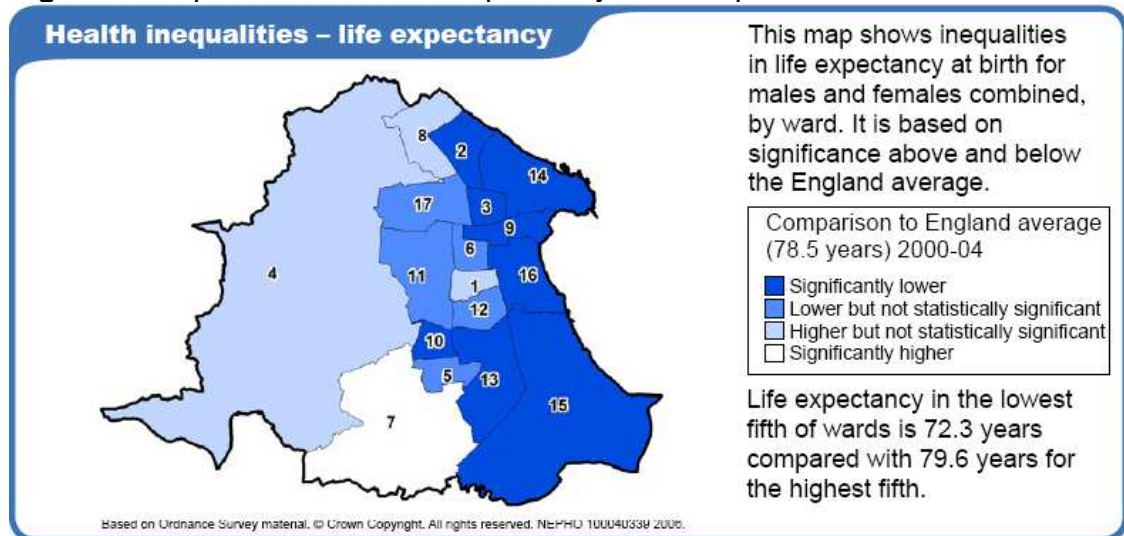 Health inequalities – life expectancy
This map shows inequalities
in life expectancy at birth for
males and females combined,
by ward. It is based on
significance above and below
the England average.
Comparison to England average
(78.5 years) 2000-04
Significantly lower
Lower but not statistically significant
Higher but not statistically significant
Significantly higher
Life expectancy in the lowest
fifth of wards is 72.3 years
compared with 79.6 years for
the highest fifth.
8
2
14
17
3
9
6
4
11
1
16
12
10
5
13
7
15
Based on Ordnance Survey material. © Crown Copyright. All rights reserved. NEPHO 100040339 2006.